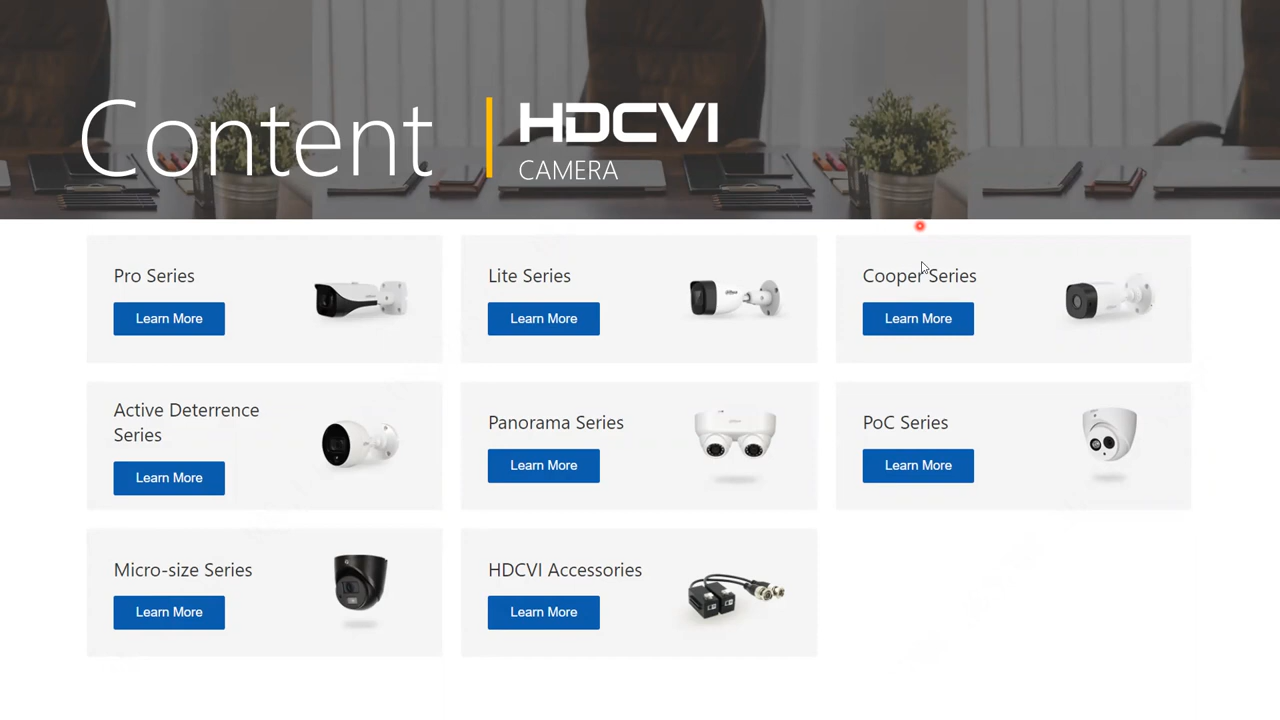 Content
HDCVI
CAMERA
Pro Series
Learn More
Lite Series
Learn More
Cooper Series
Learn More
Active Deterrence
Series
Learn More
Panorama Series
Learn More
PoC Series
Learn More
Micro-size Series
Learn More
HDCVI Accessories
Learn More